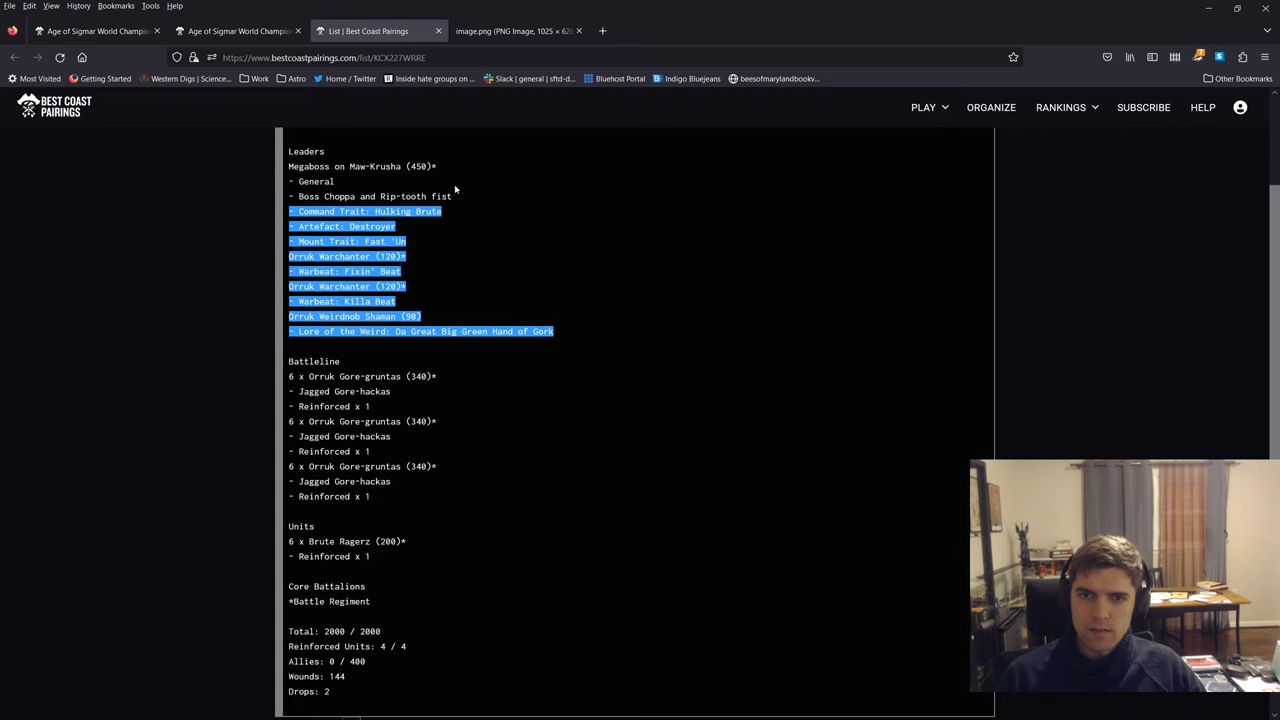 File Edit View History Bookmarks Tools Help
Age of Sigmar World Champion
Age of Sigmar World Champion
List | Best Coast Pairings
image.png (PNG Image, 1025 × 62
https://www.bestcoastpairings.com/list/KCX227WRRE
Most Visited Getting Started Western Digs | Science... Work Astro Home / Twitter Inside hate groups on ... Slack | general | sftd-d... Bluehost Portal Indigo Bluejeans beesofmarylandbookv... Other Bookmarks
BEST COAST
PAIRINGS
PLAY ORGANIZE RANKINGS SUBSCRIBE HELP
Leaders
Megaboss on Maw-Krusha (450)*
- General
- Boss Choppa and Rip-tooth fist
- Command Trait: Hulking Brute
- Artefact: Destroyer
- Mount Trait: Fast 'Un
Orruk Warchanter (120)*
- Warbeat: Fixin' Beat
Orruk Warchanter (120)*
- Warbeat: Killa Beat
Orruk Weirdnob Shaman (90)
- Lore of the Weird: Da Great Big Green Hand of Gork
Battleline
6 x Orruk Gore-gruntas (340)*
- Jagged Gore-hackas
- Reinforced x 1
6 x Orruk Gore-gruntas (340)*
- Jagged Gore-hackas
- Reinforced x 1
6 x Orruk Gore-gruntas (340)*
- Jagged Gore-hackas
- Reinforced x 1
Units
6 x Brute Ragerz (200)*
- Reinforced x 1
Core Battalions
*Battle Regiment
Total: 2000 / 2000
Reinforced Units: 4 / 4
Allies: 0 / 400
Wounds: 144
Drops: 2